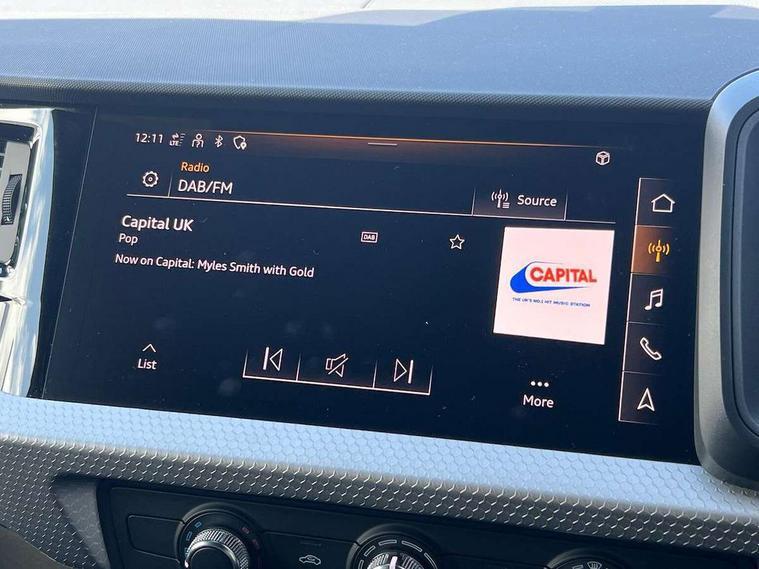 12:11 LTE
Radio
DAB/FM
Source
Capital UK
DAB
Pop
Now on Capital: Myles Smith with Gold
CAPITAL
THE UK'S NO.1 HIT MUSIC STATION
List
More